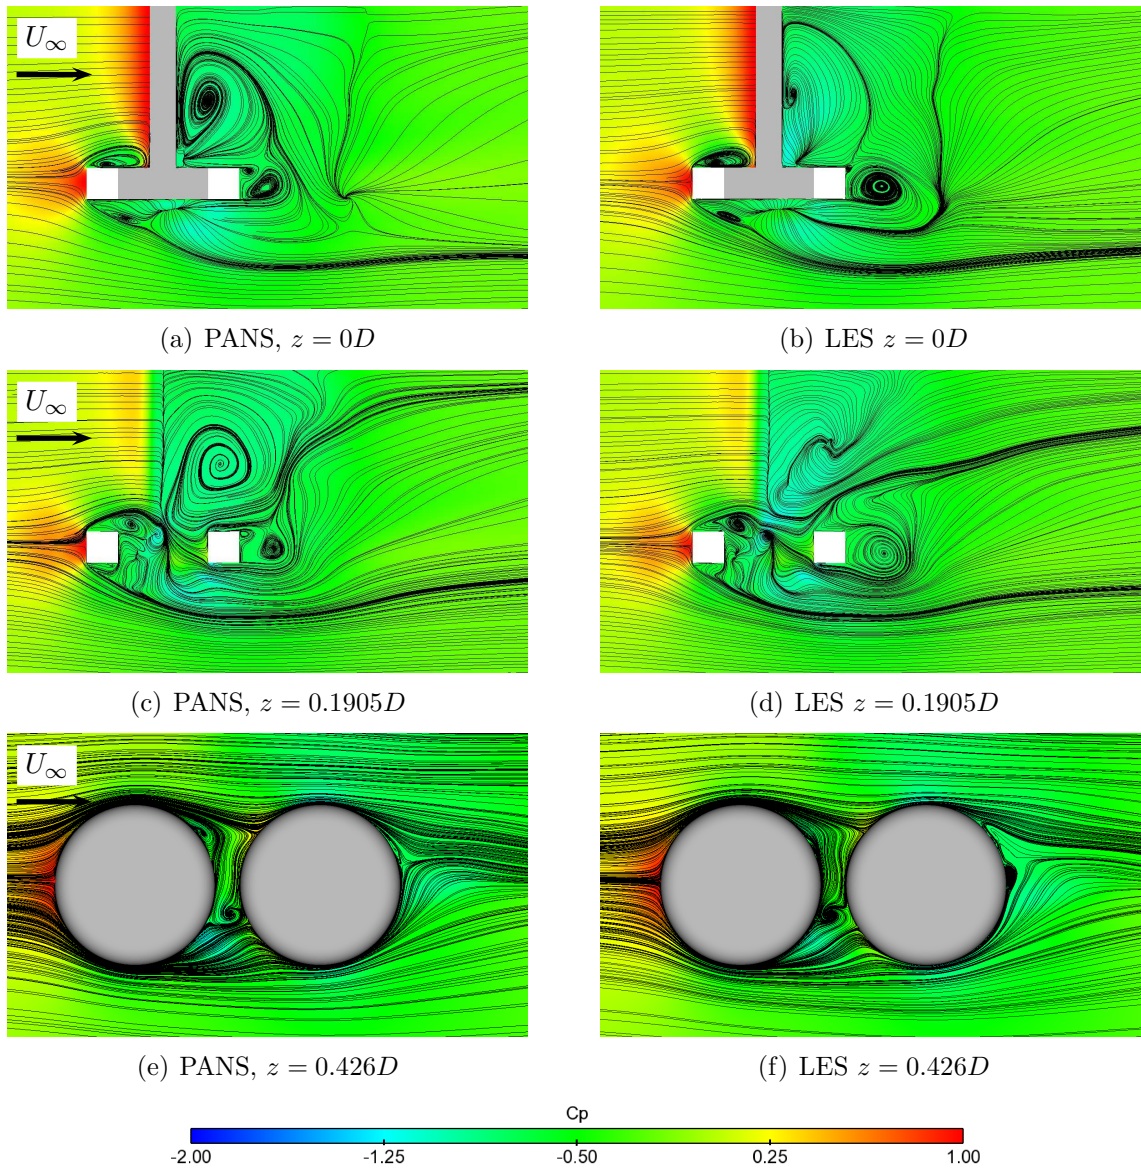 U∞
(a) PANS, z = 0D
(b) LES z = 0D
U∞
(c) PANS, z = 0.1905D
(d) LES z = 0.1905D
U∞
(e) PANS, z = 0.426D
(f) LES z = 0.426D
Cp
-2.00 -1.25 -0.50 0.25 1.00